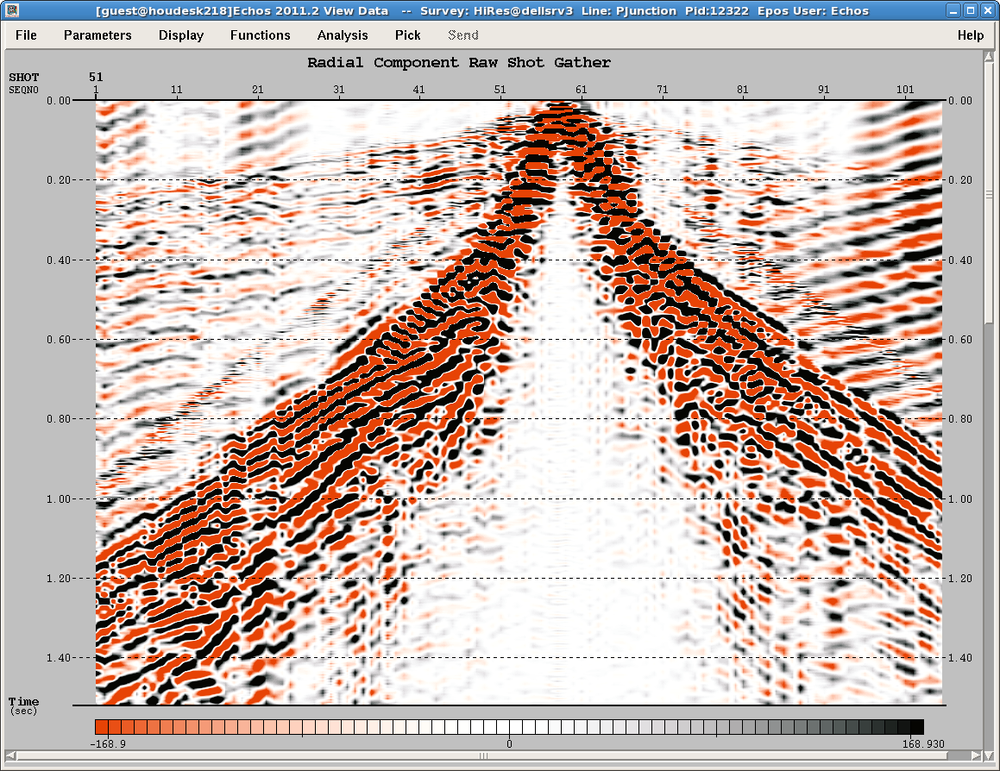 [guest@houdesk218]Echos 2011.2 View Data -- Survey: HiRes@dellsrv3 Line: PJunction Pid:12322 Epos User: Echos
File Parameters Display Functions Analysis Pick Send Help
Radial Component Raw Shot Gather
SHOT 51
SEQNO 1 11 21 31 41 51 61 71 81 91 101
0.00 0.00
0.20 0.20
0.40 0.40
0.60 0.60
0.80 0.80
1.00 1.00
1.20 1.20
1.40 1.40
Time
(sec)
-168.9 0 168.930